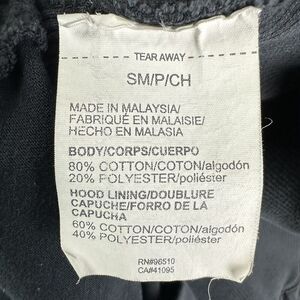 TEAR AWAY
SM/P/CH
MADE IN MALAYSIA/
FABRIQUÉ EN MALAISIE/
HECHO EN MALASIA
BODY/CORPS/CUERPO
80% COTTON/COTON/algodón
20% POLYESTER/poliéster
HOOD LINING/DOUBLURE
CAPUCHE/FORRO DE LA
CAPUCHA
60% COTTON/COTON/algodón
40% POLYESTER/poliéster
RN#96510
CA#41095